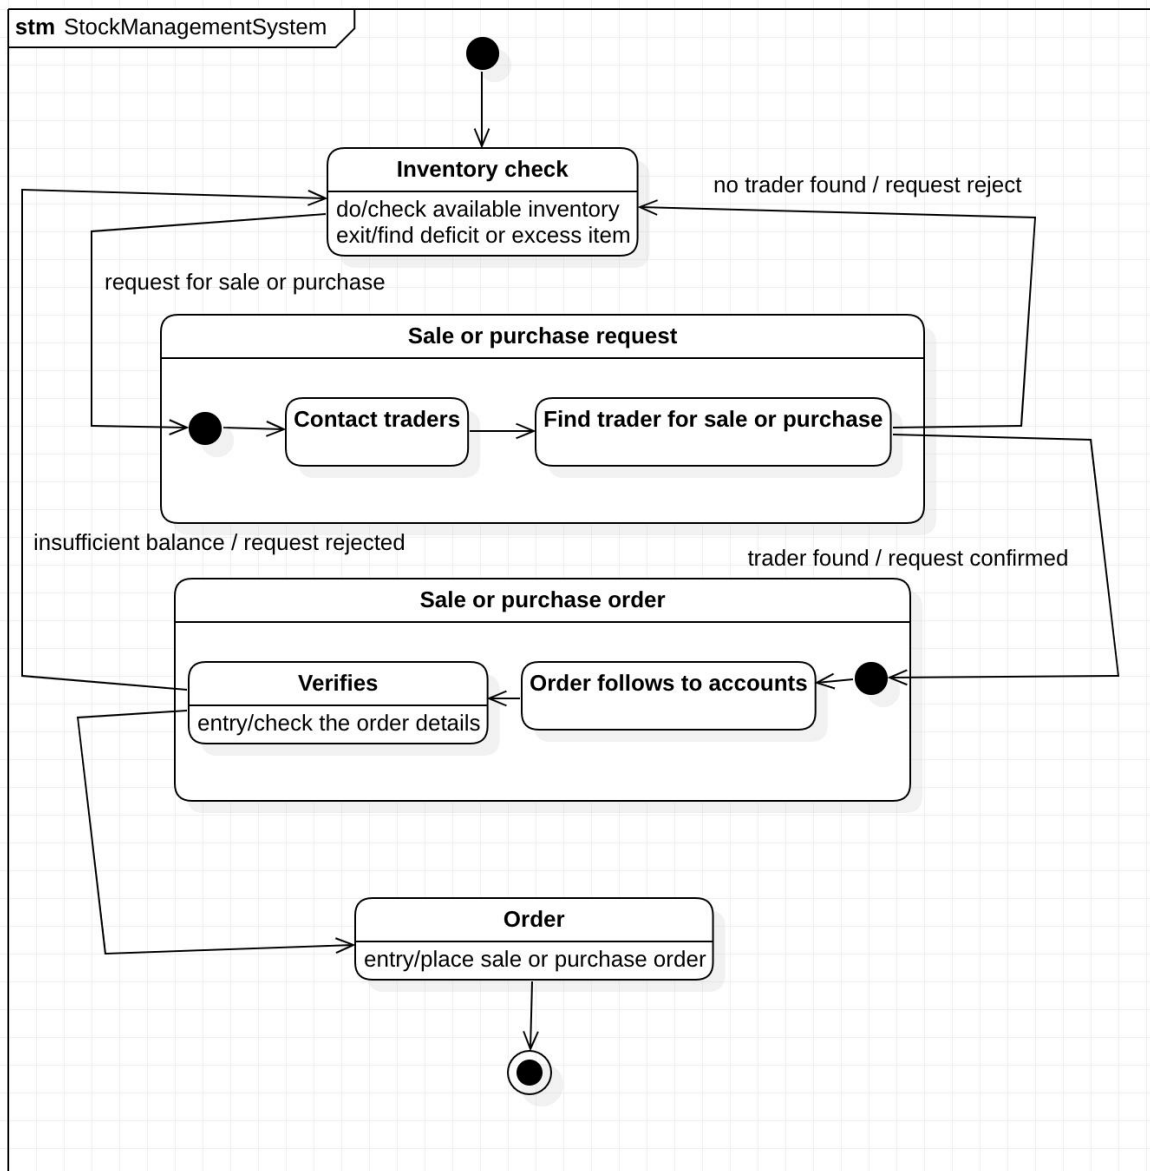 stm StockManagementSystem
Inventory check
do/check available inventory
exit/find deficit or excess item
no trader found / request reject
request for sale or purchase
Sale or purchase request
Contact traders
Find trader for sale or purchase
insufficient balance / request rejected
trader found / request confirmed
Sale or purchase order
Verifies
entry/check the order details
Order follows to accounts
Order
entry/place sale or purchase order